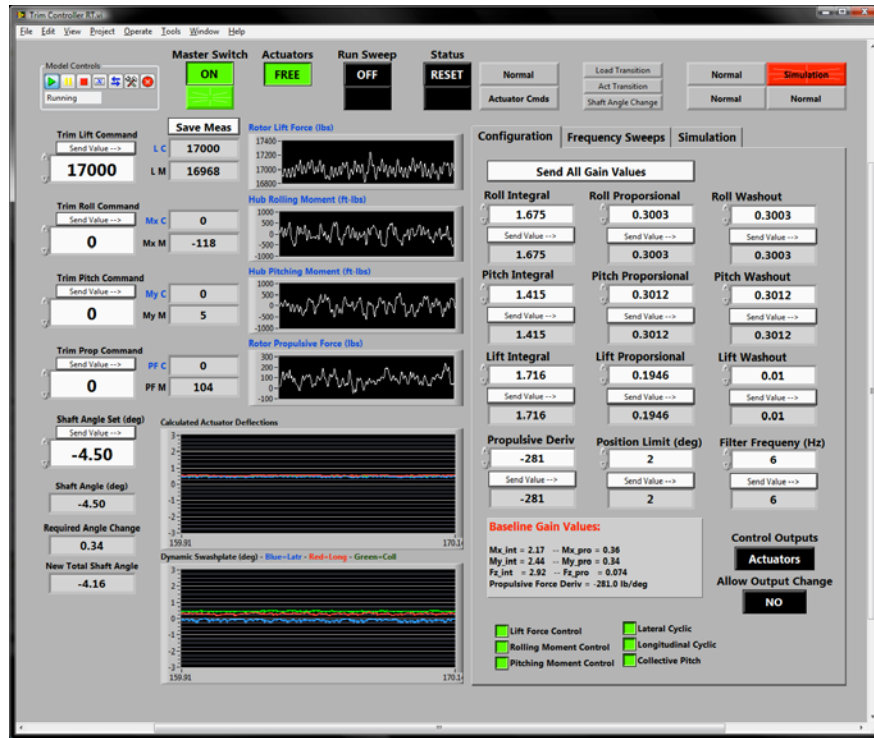 Trim Controller RT.vi
File Edit View Project Operate Tools Window Help
Model Controls
Running
Master Switch
ON
Actuators
FREE
Run Sweep
OFF
Status
RESET
Normal
Actuator Cmds
Load Transition
Act Transition
Shaft Angle Change
Normal
Simulation
Normal
Normal
Save Meas
Trim Lift Command
Send Value -->
17000
L C 17000
L M 16968
Rotor Lift Force (lbs)
17400
17200
17000
16800
Trim Roll Command
Send Value -->
0
Mx C 0
Mx M -118
Hub Rolling Moment (ft-lbs)
1000
500
0
-500
-1000
Trim Pitch Command
Send Value -->
0
My C 0
My M 5
Hub Pitching Moment (ft-lbs)
1000
500
0
-500
-1000
Trim Prop Command
Send Value -->
0
PF C 0
PF M 104
Rotor Propulsive Force (lbs)
300
200
100
0
-100
Shaft Angle Set (deg)
Send Value -->
-4.50
Shaft Angle (deg)
-4.50
Required Angle Change
0.34
New Total Shaft Angle
-4.16
Calculated Actuator Deflections
3
2
1
0
-1
-2
-3
159.91 170.14
Dynamic Swashplate (deg) - Blue=Latr - Red=Long - Green=Coll
3
2
1
0
-1
-2
-3
159.91 170.14
Configuration Frequency Sweeps Simulation
Send All Gain Values
Roll Integral Roll Proporsional Roll Washout
1.675 0.3003 0.3003
Send Value --> Send Value --> Send Value -->
1.675 0.3003 0.3003
Pitch Integral Pitch Proporsional Pitch Washout
1.415 0.3012 0.3012
Send Value --> Send Value --> Send Value -->
1.415 0.3012 0.3012
Lift Integral Lift Proporsional Lift Washout
1.716 0.1946 0.01
Send Value --> Send Value --> Send Value -->
1.716 0.1946 0.01
Propulsive Deriv Position Limit (deg) Filter Frequeny (Hz)
-281 2 6
Send Value --> Send Value --> Send Value -->
-281 2 6
Baseline Gain Values:
Mx_int = 2.17 -- Mx_pro = 0.36
My_int = 2.44 -- My_pro = 0.34
Fz_int = 2.92 -- Fz_pro = 0.074
Propulsive Force Deriv = -281.0 lb/deg
Control Outputs
Actuators
Allow Output Change
NO
Lift Force Control Lateral Cyclic
Rolling Moment Control Longitudinal Cyclic
Pitching Moment Control Collective Pitch